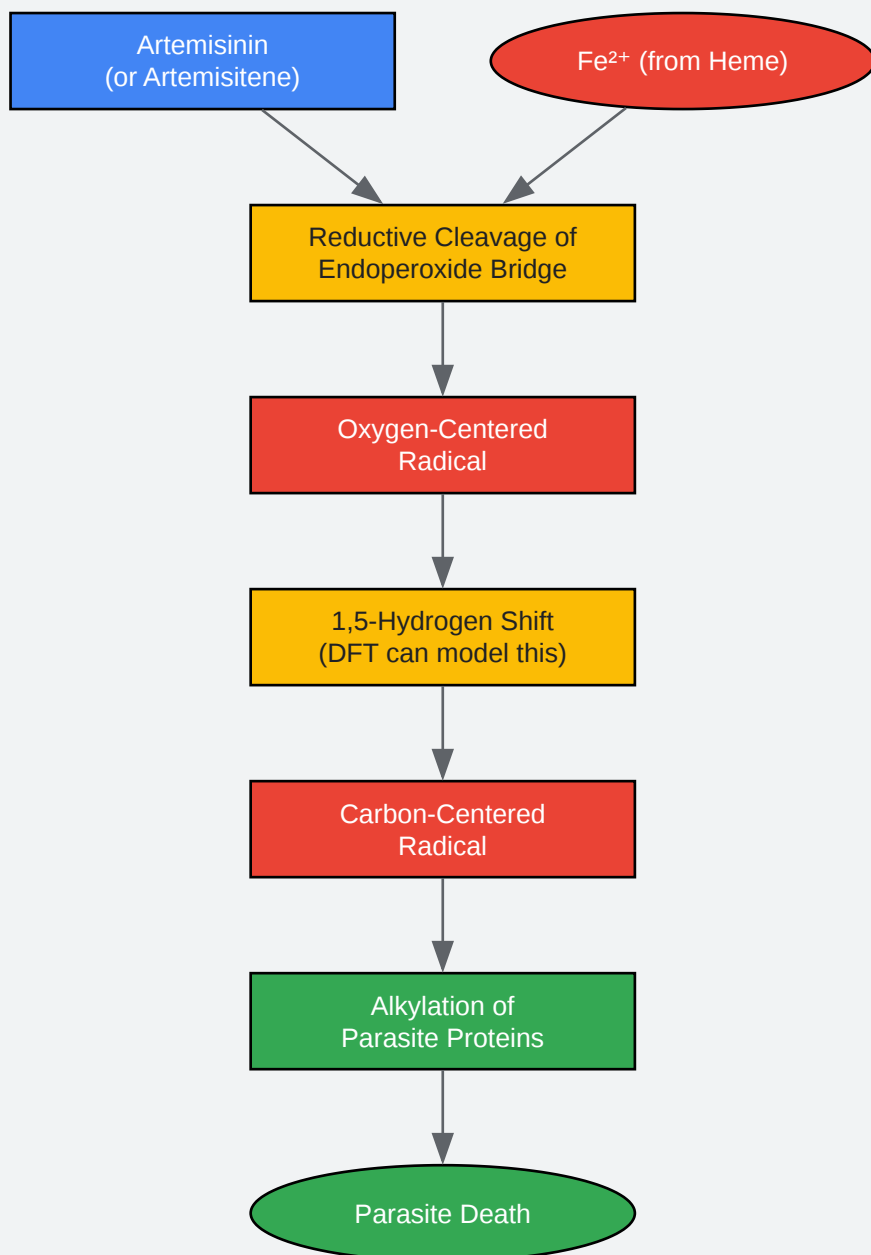 Artemisinin
(or Artemisitene)
Fe²⁺ (from Heme)
Reductive Cleavage of
Endoperoxide Bridge
Oxygen-Centered
Radical
1,5-Hydrogen Shift
(DFT can model this)
Carbon-Centered
Radical
Alkylation of
Parasite Proteins
Parasite Death